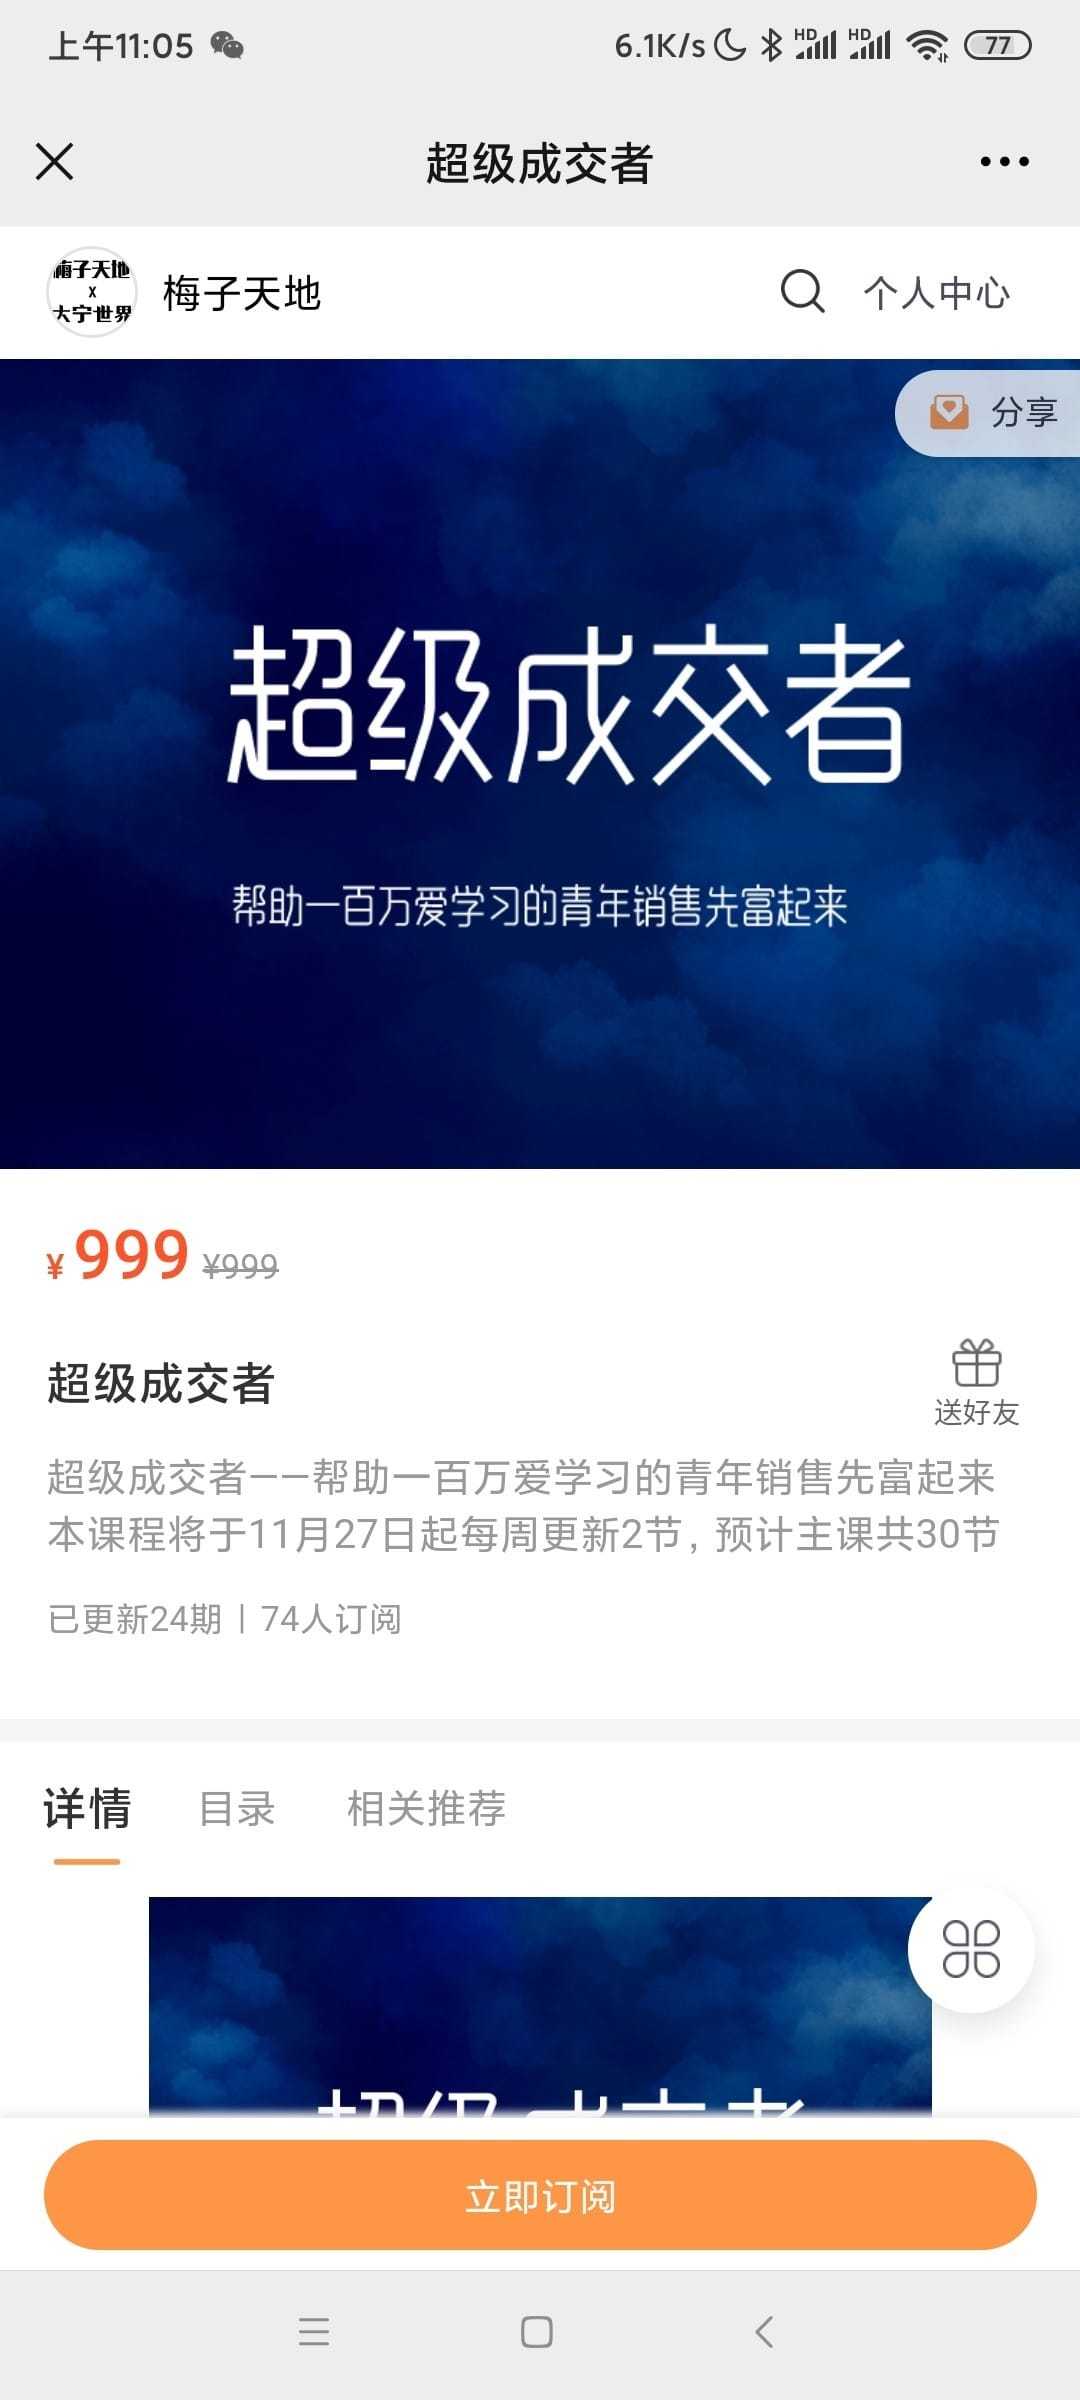 上午11:05
6.1K/s HD HD 77
超级成交者
梅子天地
x
大宁世界
梅子天地
个人中心
分享
超级成交者
帮助一百万爱学习的青年销售先富起来
¥999 ¥999
超级成交者
送好友
超级成交者——帮助一百万爱学习的青年销售先富起来
本课程将于11月27日起每周更新2节，预计主课共30节
已更新24期 | 74人订阅
详情 目录 相关推荐
超级成交者
立即订阅